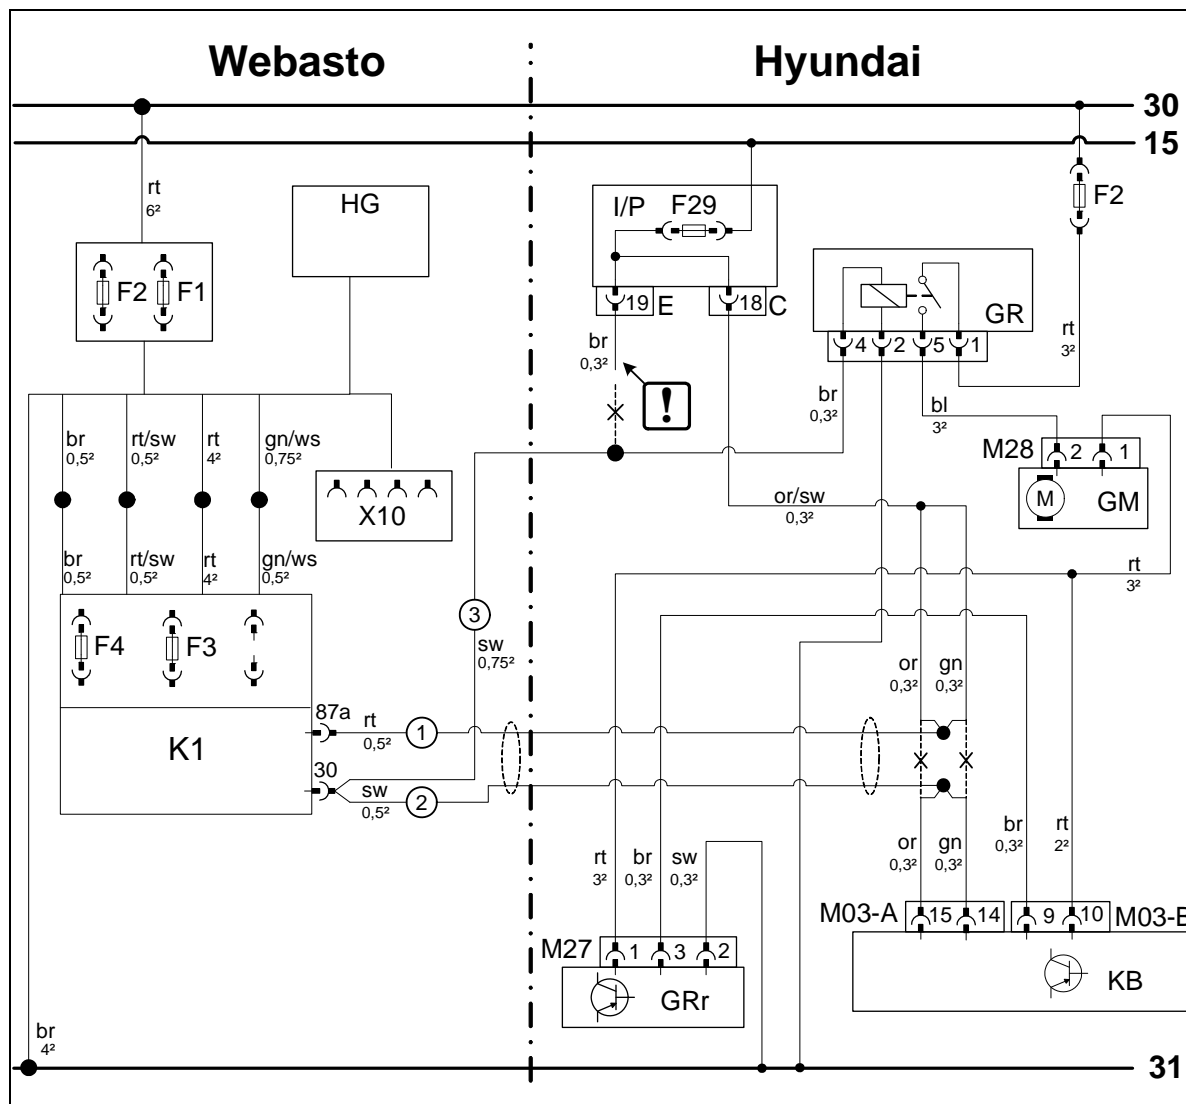 Webasto
Hyundai
30
15
rt
6²
HG
I/P
F29
F2
F2
F1
19
E
18
C
GR
4
2
5
1
rt
3²
br
0,3²
!
br
0,3²
bl
3²
M28
2
1
M
GM
br
0,5²
rt/sw
0,5²
rt
4²
gn/ws
0,75²
X10
or/sw
0,3²
br
0,5²
rt/sw
0,5²
rt
4²
gn/ws
0,5²
rt
3²
F4
F3
3
sw
0,75²
or
0,3²
gn
0,3²
K1
87a
rt
0,5²
1
30
sw
0,5²
2
rt
3²
br
0,3²
sw
0,3²
or
0,3²
gn
0,3²
br
0,3²
rt
2²
M03-A
15
14
9
10
M03-B
M27
1
3
2
GRr
KB
br
4²
31